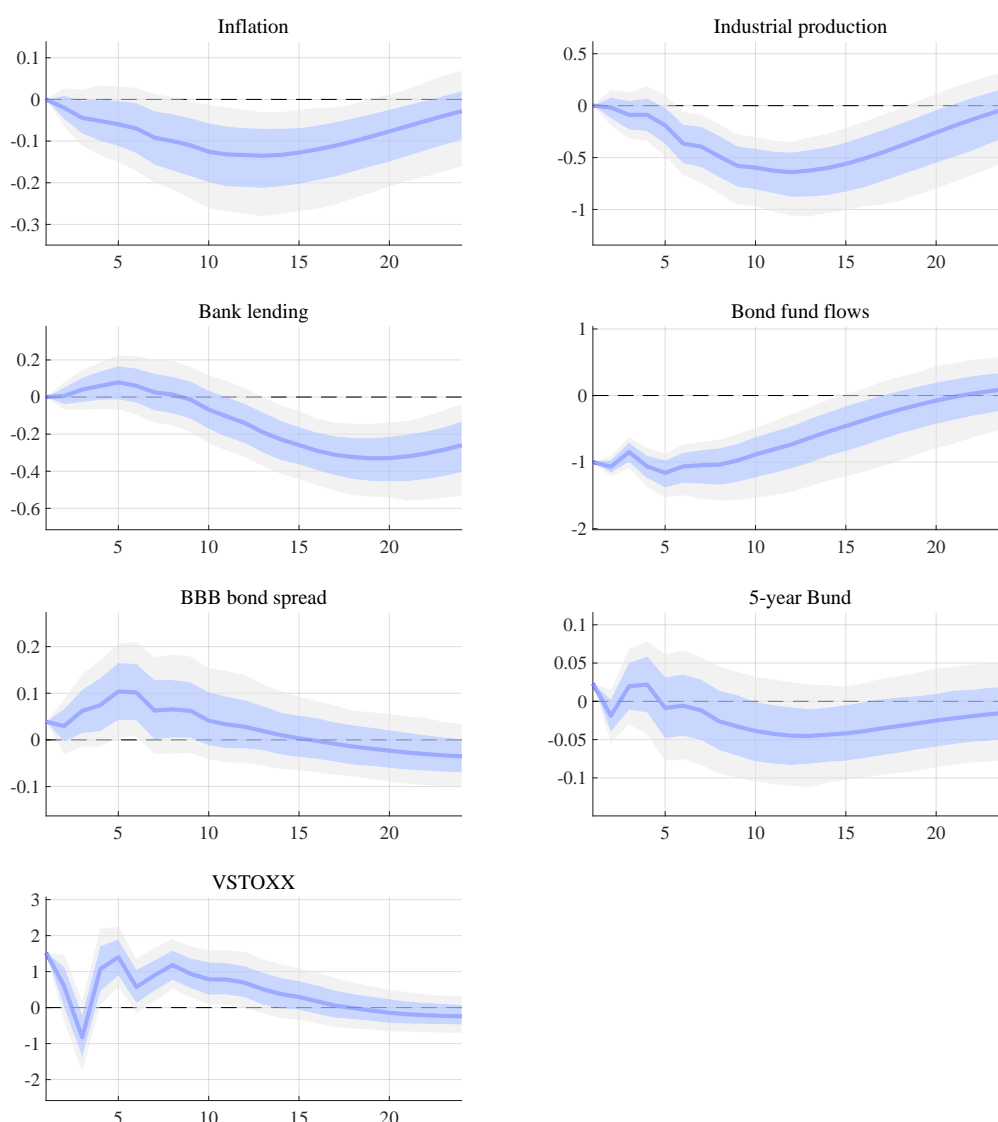 Inflation
0.1
0
-0.1
-0.2
-0.3
5 10 15 20
Industrial production
0.5
0
-0.5
-1
5 10 15 20
Bank lending
0.2
0
-0.2
-0.4
-0.6
5 10 15 20
Bond fund flows
1
0
-1
-2
5 10 15 20
BBB bond spread
0.2
0.1
0
-0.1
5 10 15 20
5-year Bund
0.1
0.05
0
-0.05
-0.1
5 10 15 20
VSTOXX
3
2
1
0
-1
-2
5 10 15 20